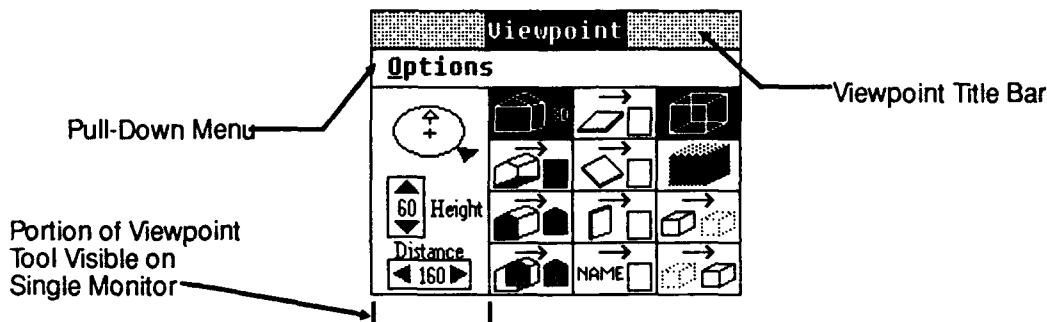 Viewpoint
Options
Viewpoint Title Bar
Pull-Down Menu
3D
60 Height
Portion of Viewpoint
Tool Visible on
Single Monitor
Distance
160
NAME